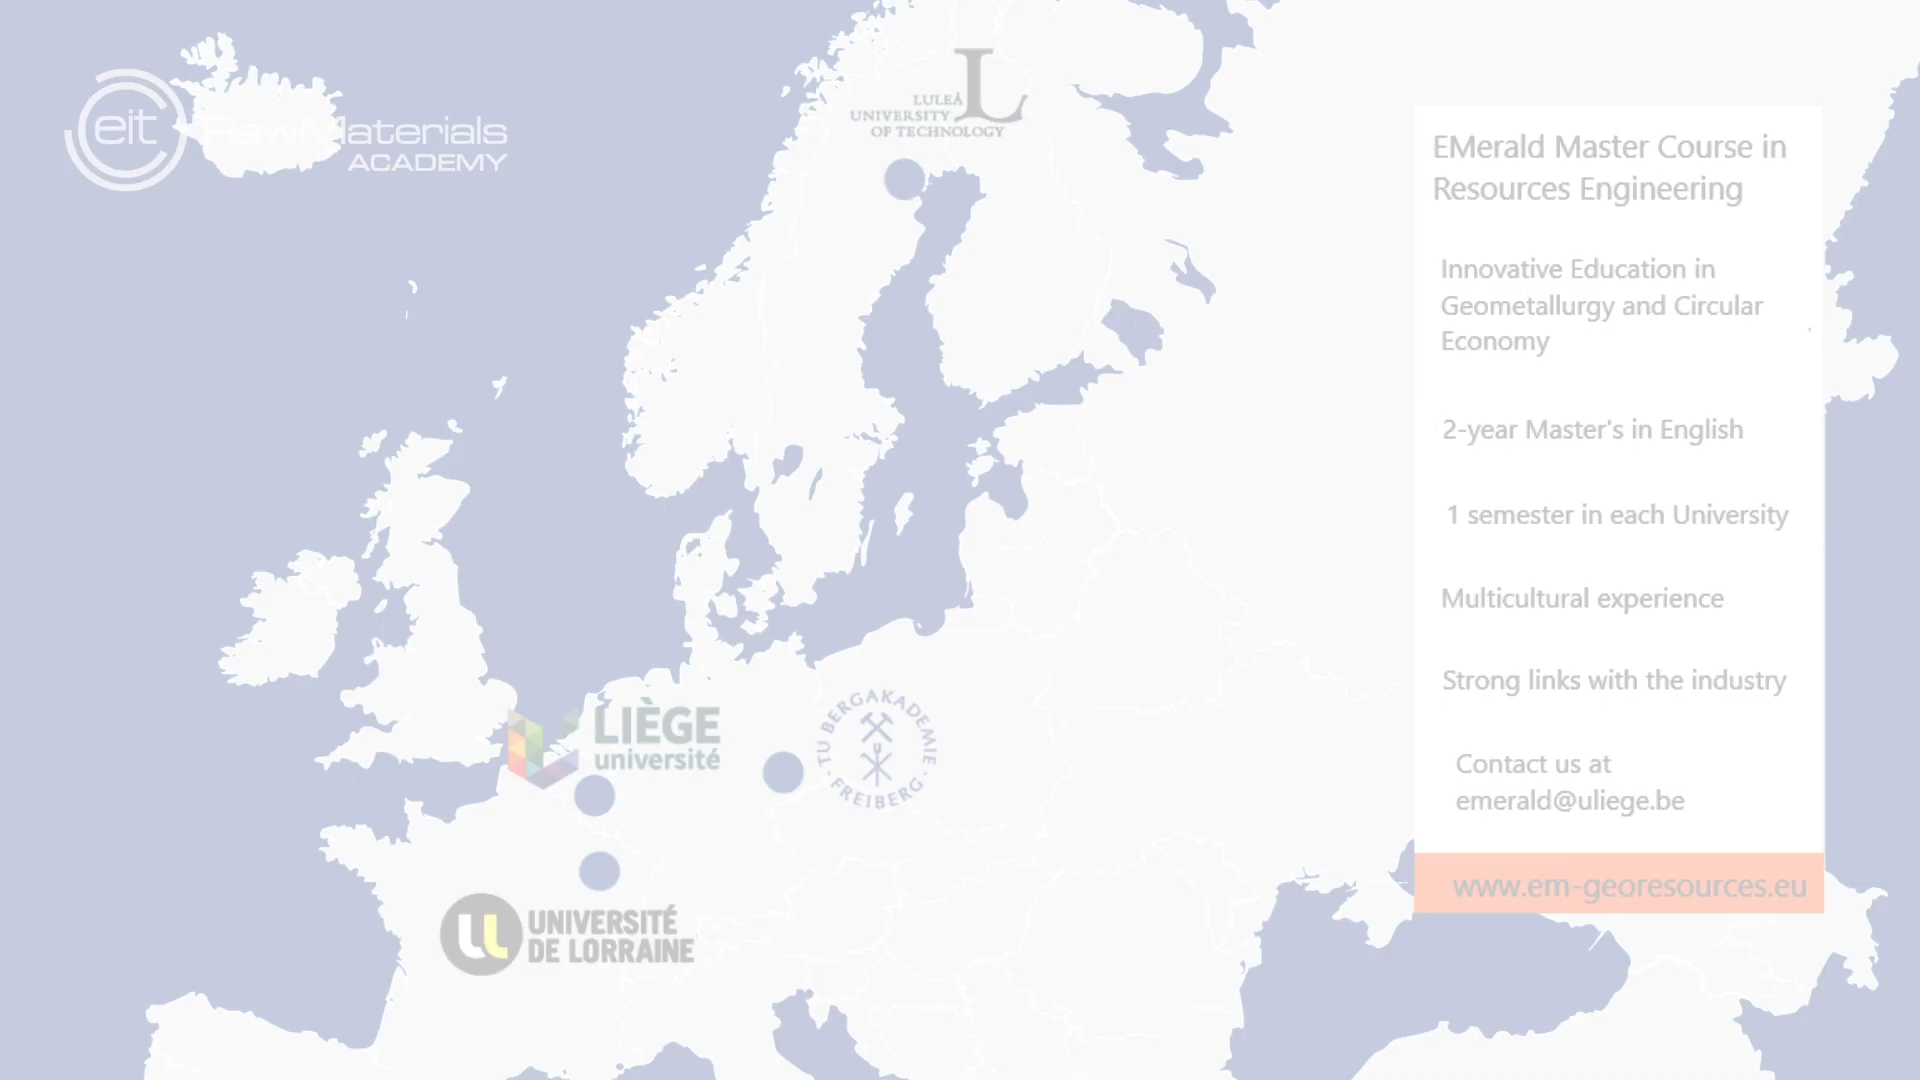 eit RawMaterials
ACADEMY
LULEÅ
UNIVERSITY
OF TECHNOLOGY
L
LIÈGE
université
TU BERGAKADEMIE
· FREIBERG ·
UNIVERSITÉ
DE LORRAINE
EMerald Master Course in
Resources Engineering
Innovative Education in
Geometallurgy and Circular
Economy
2-year Master's in English
1 semester in each University
Multicultural experience
Strong links with the industry
Contact us at
emerald@uliege.be
www.em-georesources.eu